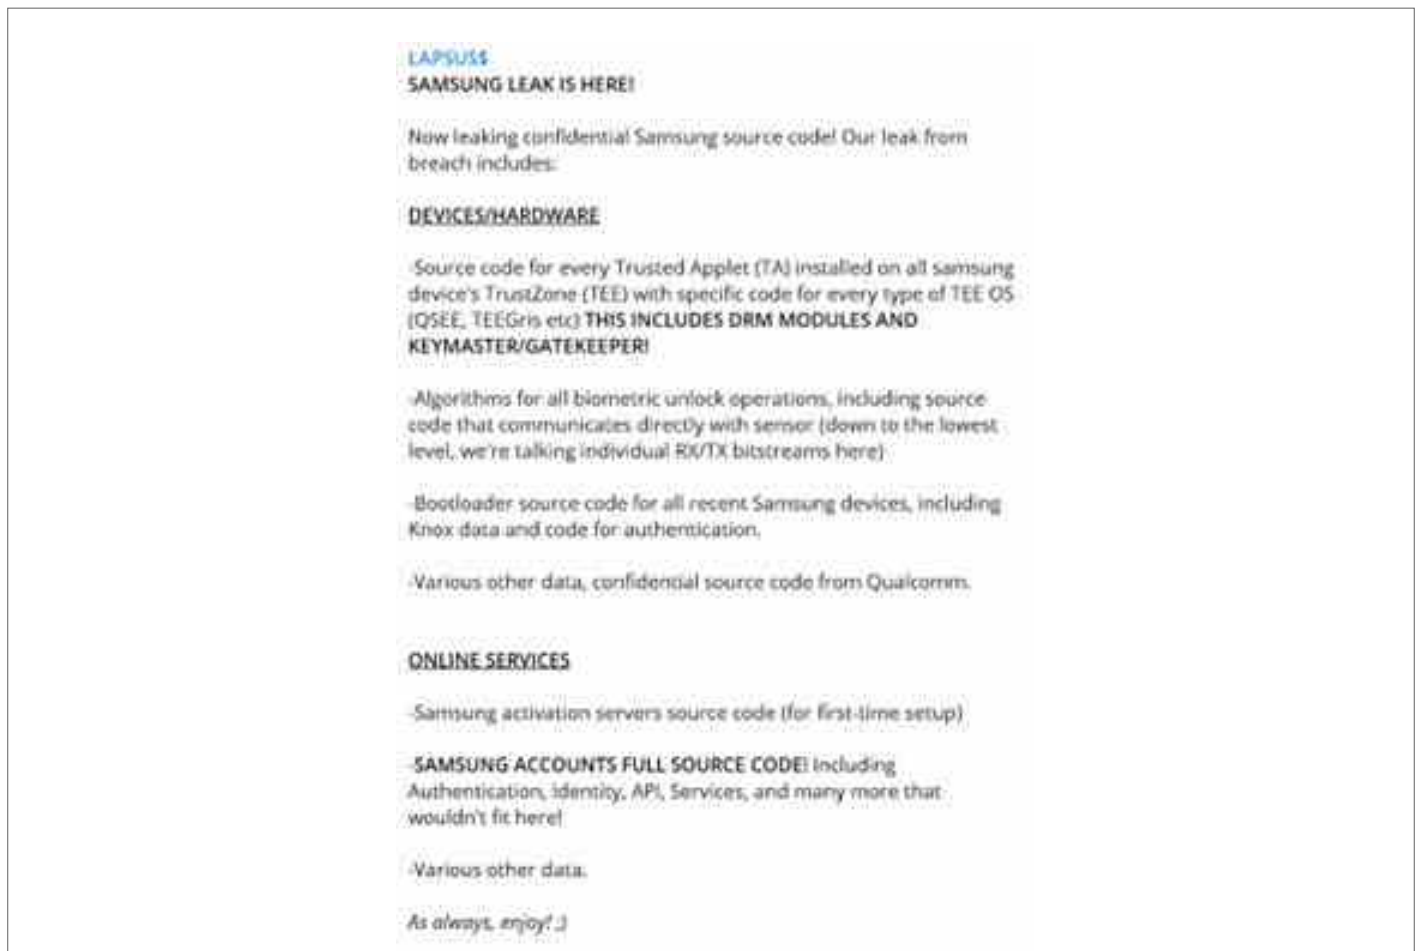 LAPSUS$
SAMSUNG LEAK IS HERE!
Now leaking confidential Samsung source code! Our leak from
breach includes:
DEVICES/HARDWARE
-Source code for every Trusted Applet (TA) installed on all samsung
device's TrustZone (TEE) with specific code for every type of TEE OS
(QSEE, TEEGris etc) THIS INCLUDES DRM MODULES AND
KEYMASTER/GATEKEEPER!
-Algorithms for all biometric unlock operations, including source
code that communicates directly with sensor (down to the lowest
level, we're talking individual RX/TX bitstreams here)
-Bootloader source code for all recent Samsung devices, including
Knox data and code for authentication.
-Various other data, confidential source code from Qualcomm.
ONLINE SERVICES
-Samsung activation servers source code (for first-time setup)
-SAMSUNG ACCOUNTS FULL SOURCE CODE! Including
Authentication, Identity, API, Services, and many more that
wouldn't fit here!
-Various other data.
As always, enjoy! ;)